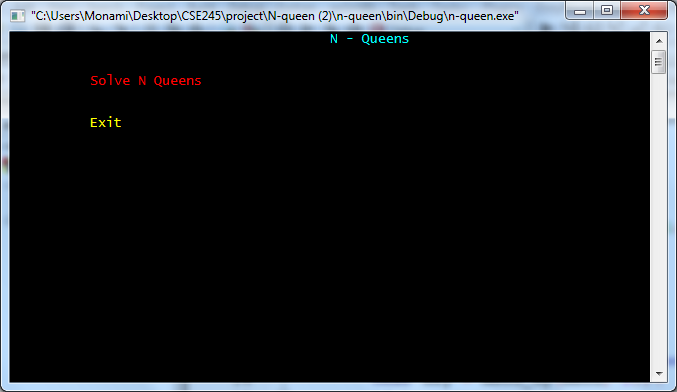 "C:\Users\Monami\Desktop\CSE245\project\N-queen (2)\n-queen\bin\Debug\n-queen.exe"
N - Queens
Solve N Queens
Exit